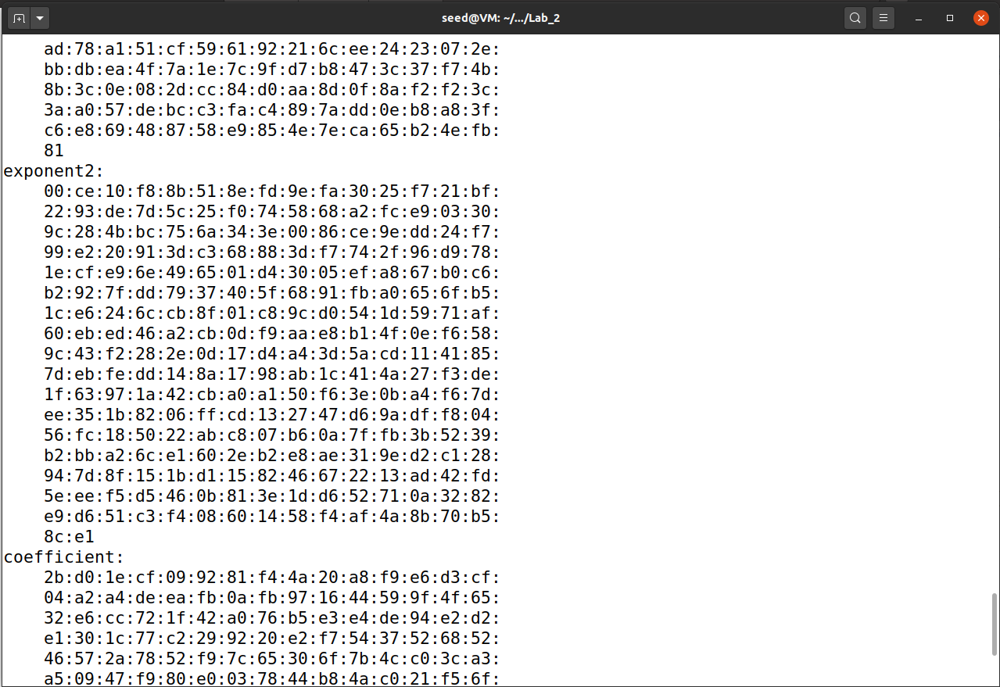 seed@VM: ~/.../Lab_2
ad:78:a1:51:cf:59:61:92:21:6c:ee:24:23:07:2e:
bb:db:ea:4f:7a:1e:7c:9f:d7:b8:47:3c:37:f7:4b:
8b:3c:0e:08:2d:cc:84:d0:aa:8d:0f:8a:f2:f2:3c:
3a:a0:57:de:bc:c3:fa:c4:89:7a:dd:0e:b8:a8:3f:
c6:e8:69:48:87:58:e9:85:4e:7e:ca:65:b2:4e:fb:
81
exponent2:
00:ce:10:f8:8b:51:8e:fd:9e:fa:30:25:f7:21:bf:
22:93:de:7d:5c:25:f0:74:58:68:a2:fc:e9:03:30:
9c:28:4b:bc:75:6a:34:3e:00:86:ce:9e:dd:24:f7:
99:e2:20:91:3d:c3:68:88:3d:f7:74:2f:96:d9:78:
1e:cf:e9:6e:49:65:01:d4:30:05:ef:a8:67:b0:c6:
b2:92:7f:dd:79:37:40:5f:68:91:fb:a0:65:6f:b5:
1c:e6:24:6c:cb:8f:01:c8:9c:d0:54:1d:59:71:af:
60:eb:ed:46:a2:cb:0d:f9:aa:e8:b1:4f:0e:f6:58:
9c:43:f2:28:2e:0d:17:d4:a4:3d:5a:cd:11:41:85:
7d:eb:fe:dd:14:8a:17:98:ab:1c:41:4a:27:f3:de:
1f:63:97:1a:42:cb:a0:a1:50:f6:3e:0b:a4:f6:7d:
ee:35:1b:82:06:ff:cd:13:27:47:d6:9a:df:f8:04:
56:fc:18:50:22:ab:c8:07:b6:0a:7f:fb:3b:52:39:
b2:bb:a2:6c:e1:60:2e:b2:e8:ae:31:9e:d2:c1:28:
94:7d:8f:15:1b:d1:15:82:46:67:22:13:ad:42:fd:
5e:ee:f5:d5:46:0b:81:3e:1d:d6:52:71:0a:32:82:
e9:d6:51:c3:f4:08:60:14:58:f4:af:4a:8b:70:b5:
8c:e1
coefficient:
2b:d0:1e:cf:09:92:81:f4:4a:20:a8:f9:e6:d3:cf:
04:a2:a4:de:ea:fb:0a:fb:97:16:44:59:9f:4f:65:
32:e6:cc:72:1f:42:a0:76:b5:e3:e4:de:94:e2:d2:
e1:30:1c:77:c2:29:92:20:e2:f7:54:37:52:68:52:
46:57:2a:78:52:f9:7c:65:30:6f:7b:4c:c0:3c:a3:
a5:09:47:f9:80:e0:03:78:44:b8:4a:c0:21:f5:6f: